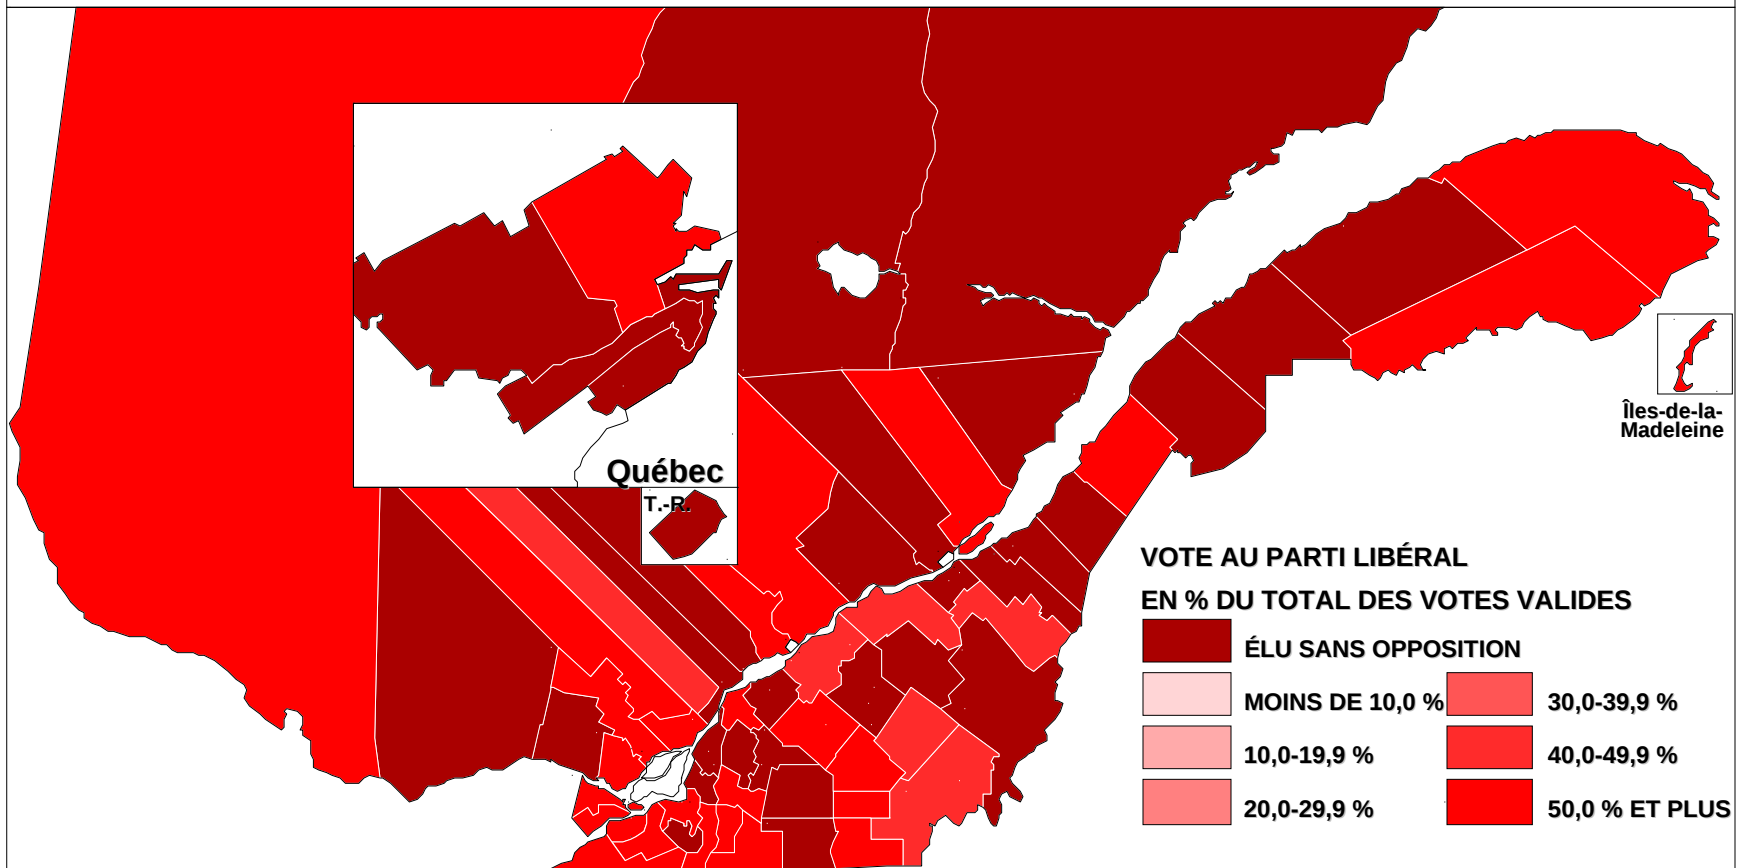 Québec
T.-R.
Îles-de-la-
Madeleine
VOTE AU PARTI LIBÉRAL
EN % DU TOTAL DES VOTES VALIDES
ÉLU SANS OPPOSITION
MOINS DE 10,0 %
10,0-19,9 %
20,0-29,9 %
30,0-39,9 %
40,0-49,9 %
50,0 % ET PLUS